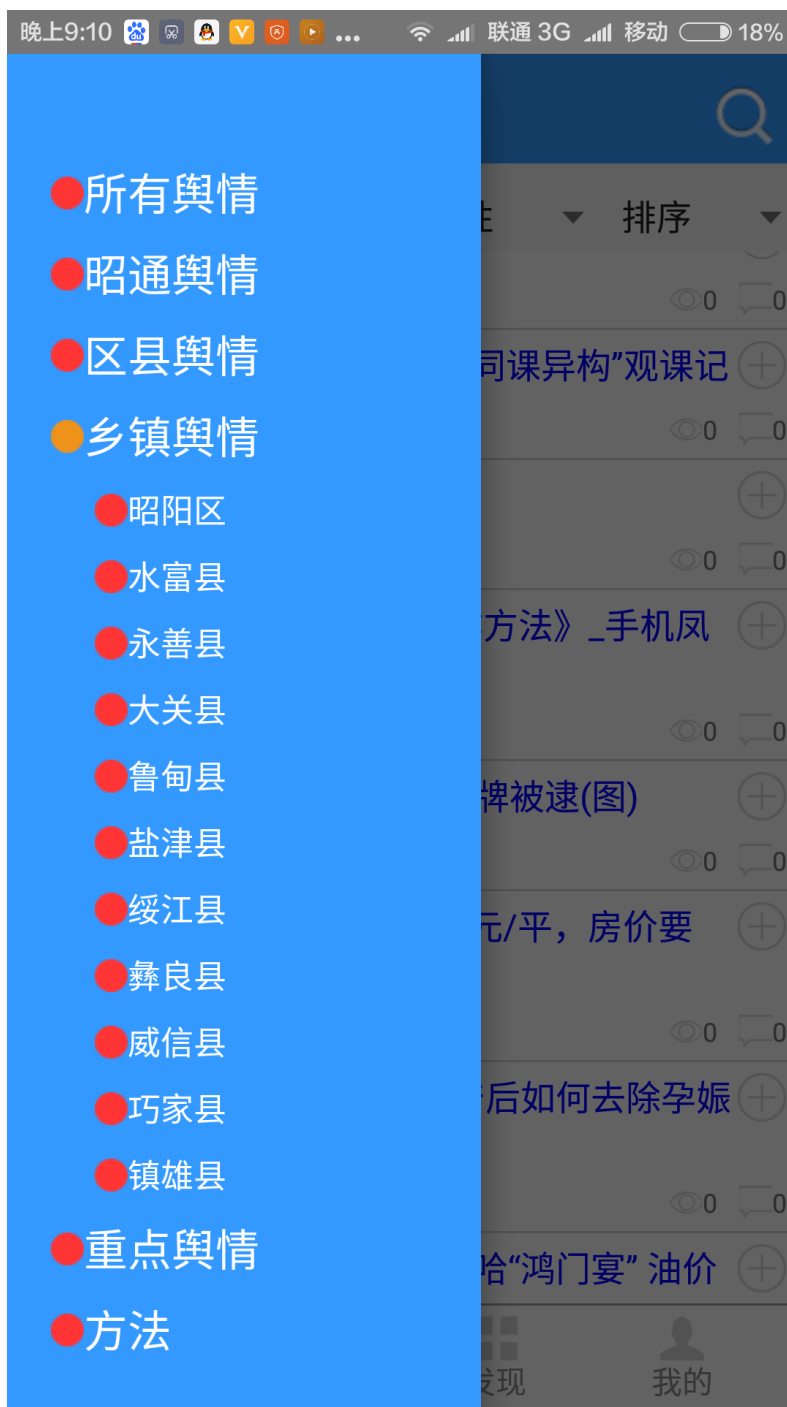 晚上9:10 ... 联通 3G 移动 18%
所有舆情
昭通舆情
区县舆情
乡镇舆情
昭阳区
水富县
永善县
大关县
鲁甸县
盐津县
绥江县
彝良县
威信县
巧家县
镇雄县
重点舆情
方法
排序
0 0
同课异构”观课记
0 0
0 0
方法》_手机凤
0 0
牌被逮(图)
0 0
元/平，房价要
0 0
后如何去除孕娠
0 0
哈“鸿门宴” 油价
发现
我的